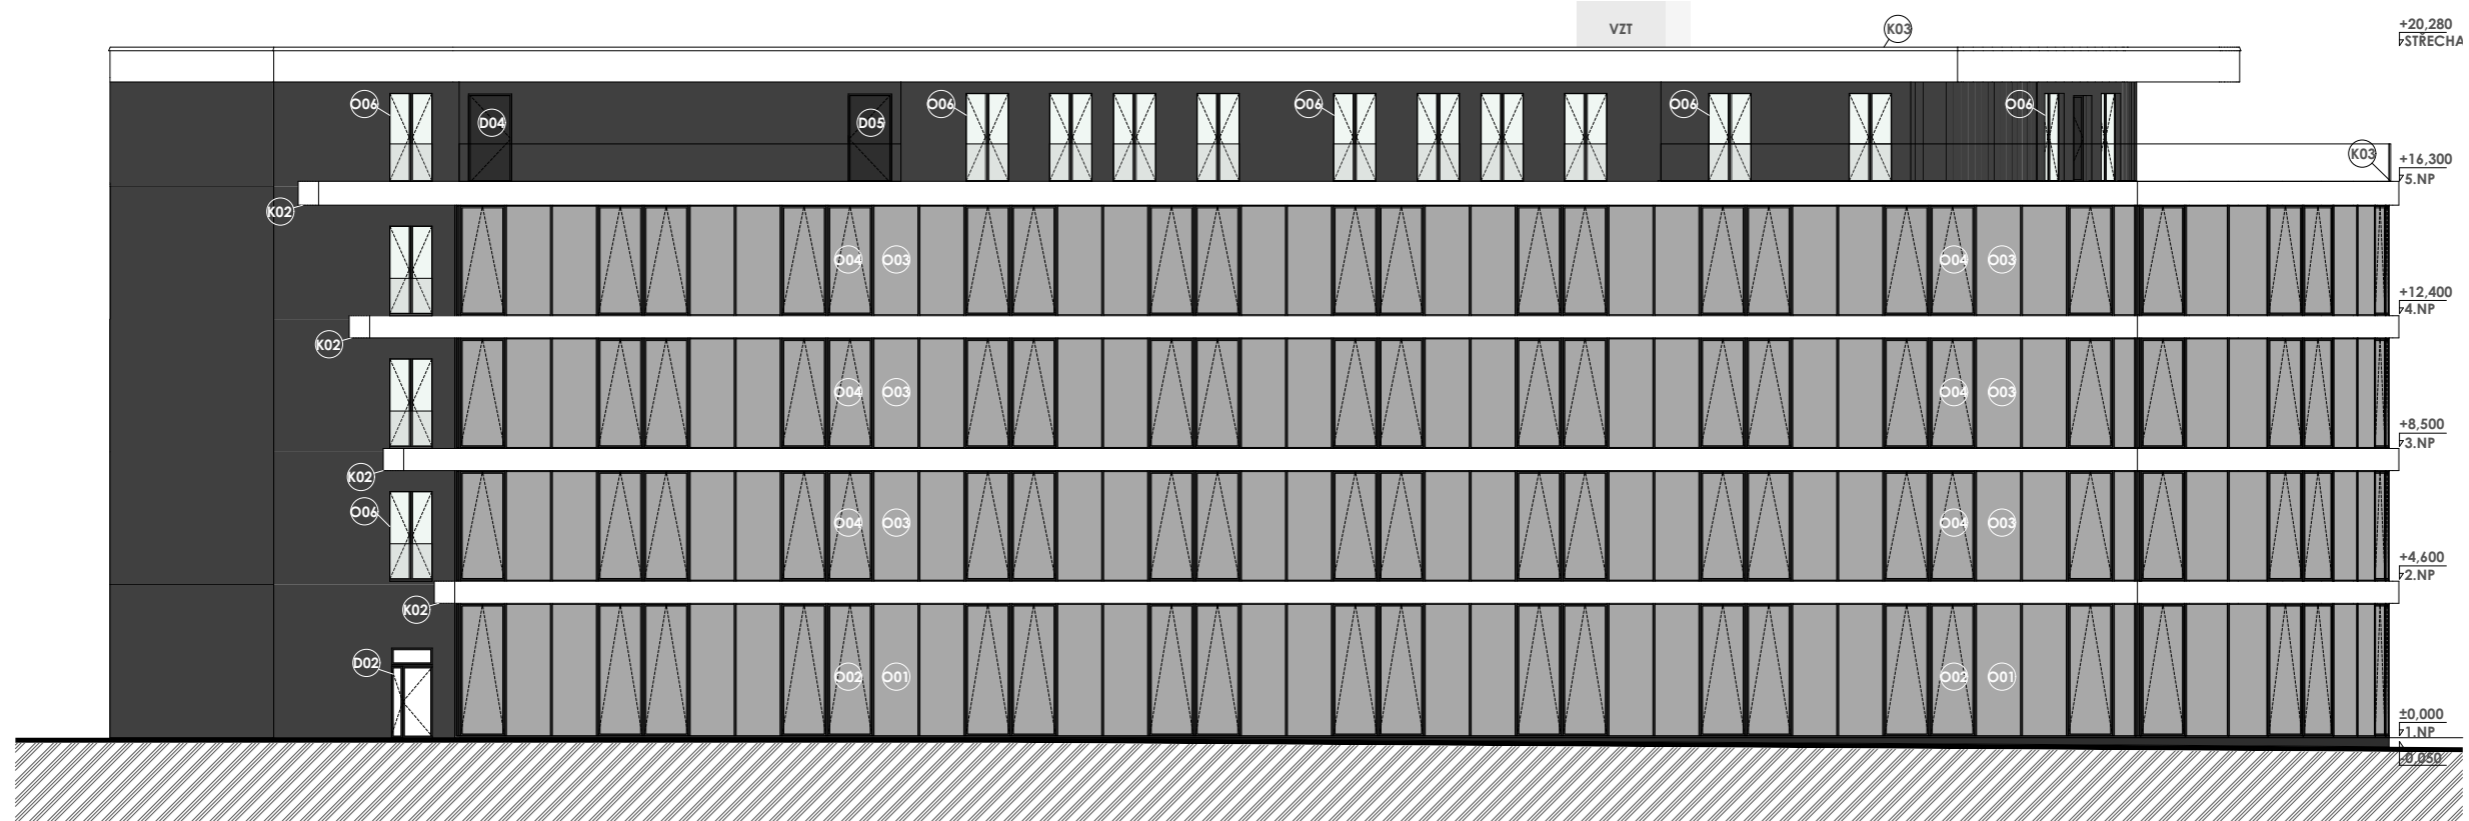 VZT
K03
+20,280
STŘECHA
O06
D04
D05
O06
O06
O06
O06
K03
+16,300
5.NP
K02
O04
O03
O04
O03
+12,400
4.NP
K02
O04
O03
O04
O03
+8,500
3.NP
K02
O06
O04
O03
O04
O03
+4,600
2.NP
K02
D02
O02
O01
O02
O01
±0,000
1.NP
-0,050